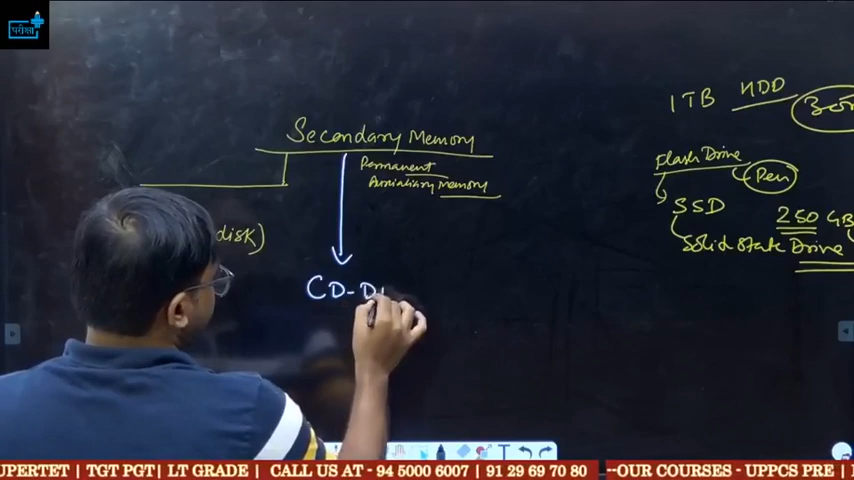 परीक्षा
1TB HDD
Secondary Memory
Permanent
Auxiliary Memory
Flash Drive
Pen
SSD
250 GB
Solid state Drive
disk)
CD-D
SUPERTET | TGT PGT | LT GRADE | CALL US AT - 94 5000 6007 | 91 29 69 70 80 --OUR COURSES - UPPCS PRE |